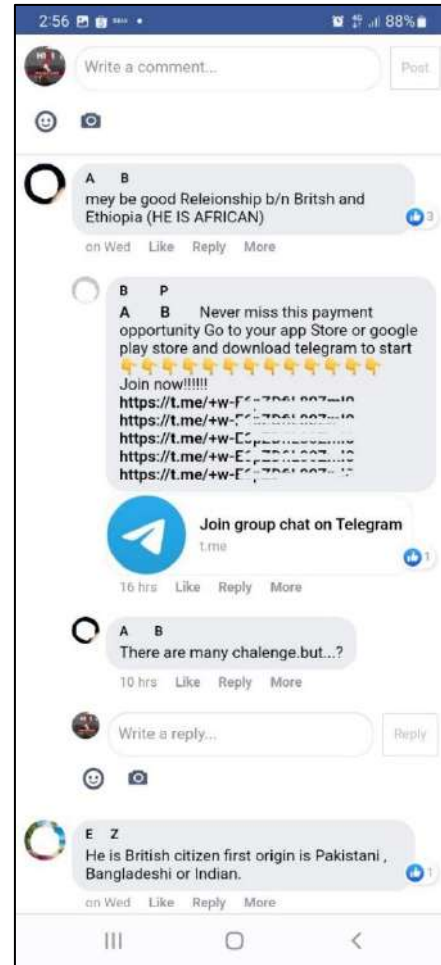 2:56 88%
Write a comment...
Post
A B
mey be good Releionship b/n Britsh and
Ethiopia (HE IS AFRICAN)
3
on Wed Like Reply More
B P
A B Never miss this payment
opportunity Go to your app Store or google
play store and download telegram to start
Join now!!!!!!
Join group chat on Telegram
t.me
1
16 hrs Like Reply More
A B
There are many chalenge.but...?
10 hrs Like Reply More
Write a reply...
Reply
E Z
He is British citizen first origin is Pakistani ,
Bangladeshi or Indian.
1
on Wed Like Reply More